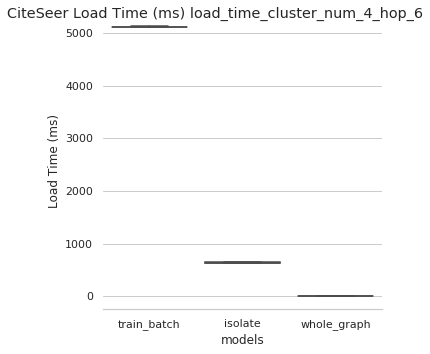 CiteSeer Load Time (ms) load_time_cluster_num_4_hop_6
5000
4000
3000
2000
1000
0
Load Time (ms)
train_batch isolate whole_graph
models